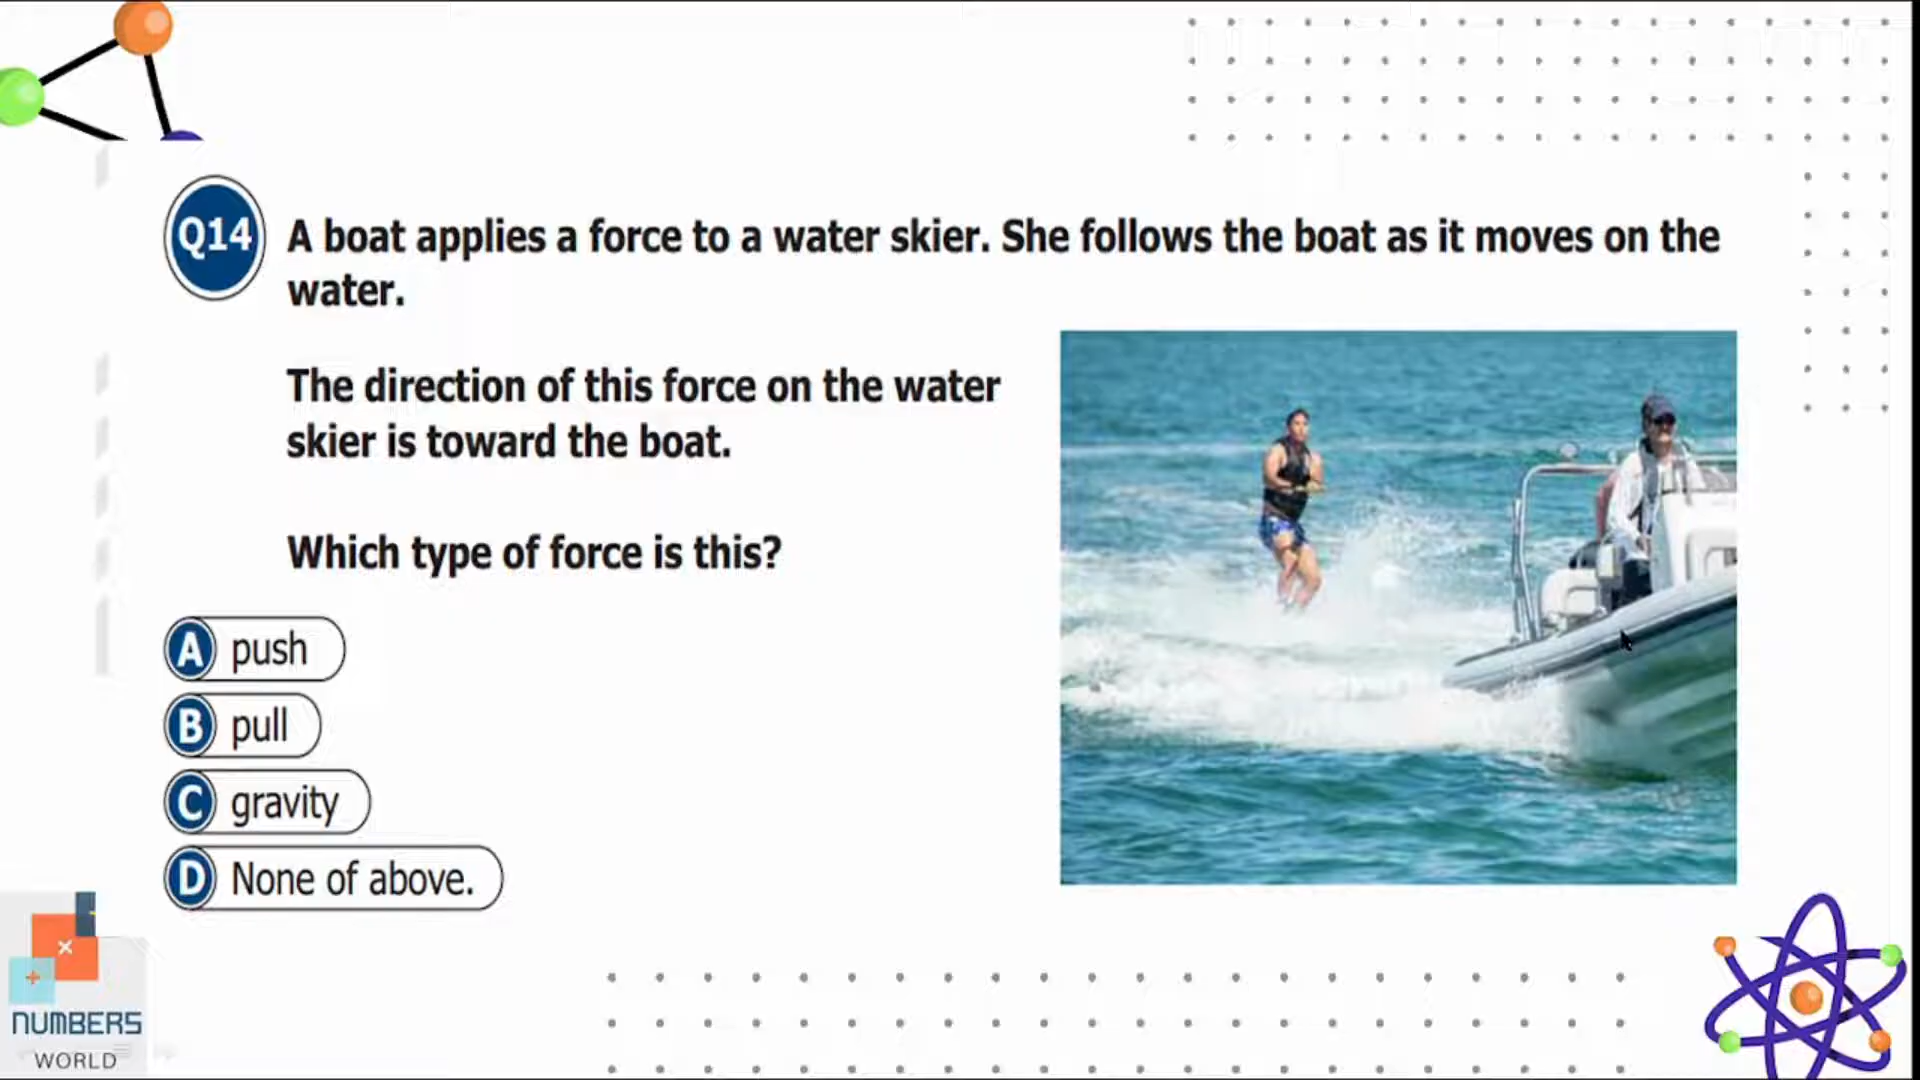 Q14 A boat applies a force to a water skier. She follows the boat as it moves on the
water.
The direction of this force on the water
skier is toward the boat.
Which type of force is this?
A push
B pull
C gravity
D None of above.
× 
+
NUMBERS
WORLD